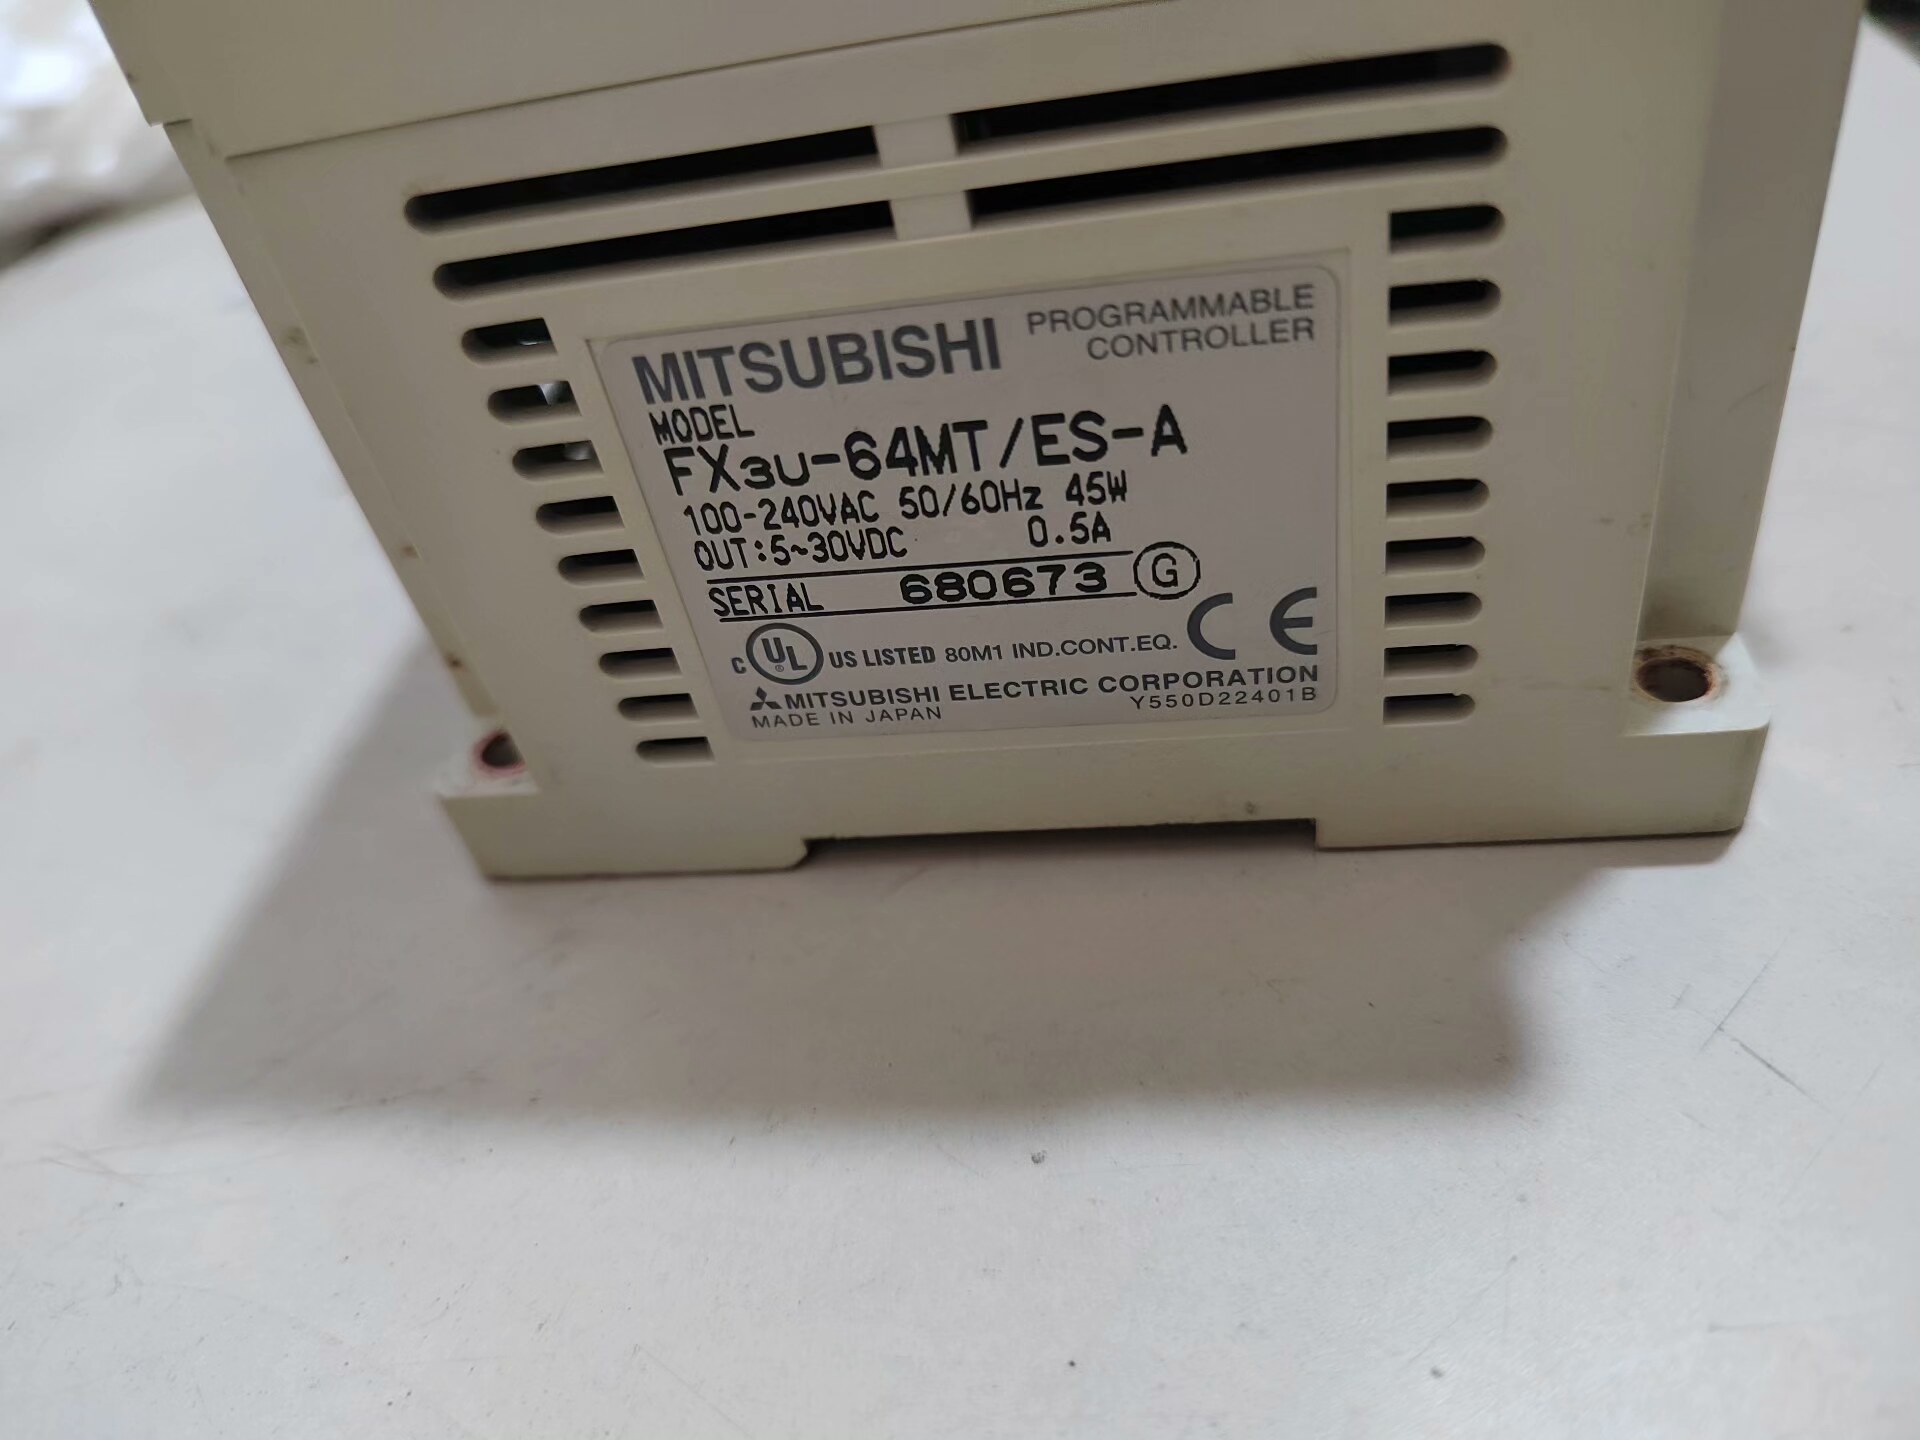 MITSUBISHI PROGRAMMABLE
CONTROLLER
MODEL
FX3U-64MT/ES-A
100-240VAC 50/60Hz 45W
OUT:5~30VDC 0.5A
SERIAL 680673 G
C UL ® US LISTED 80M1 IND.CONT.EQ. CE
MITSUBISHI ELECTRIC CORPORATION
MADE IN JAPAN Y550D22401B